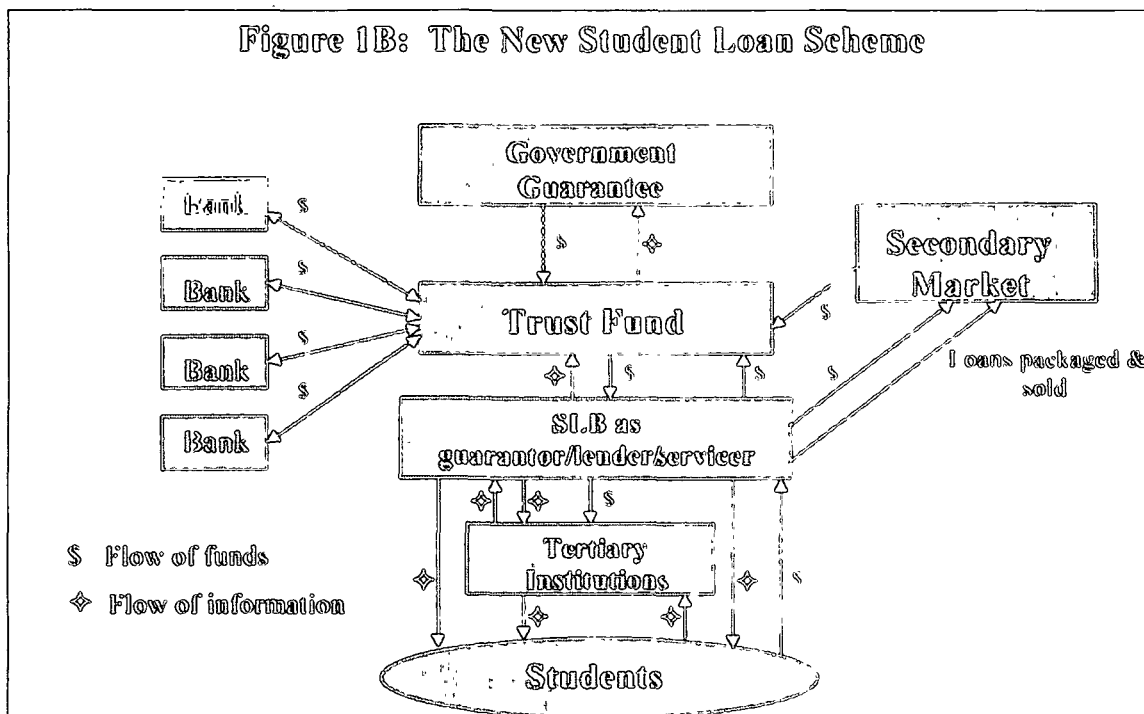 Figure 1B: The New Student Loan Scheme
Government
Guarantee
Bank
$
$
Secondary
Market
$
Bank
$
Trust Fund
$
Bank
$
$
$
$
Loans packaged &
sold
Bank
SLB as
guarantor/lender/servicer
$
Tertiary
Institutions
$ Flow of funds
$
Flow of information
Students